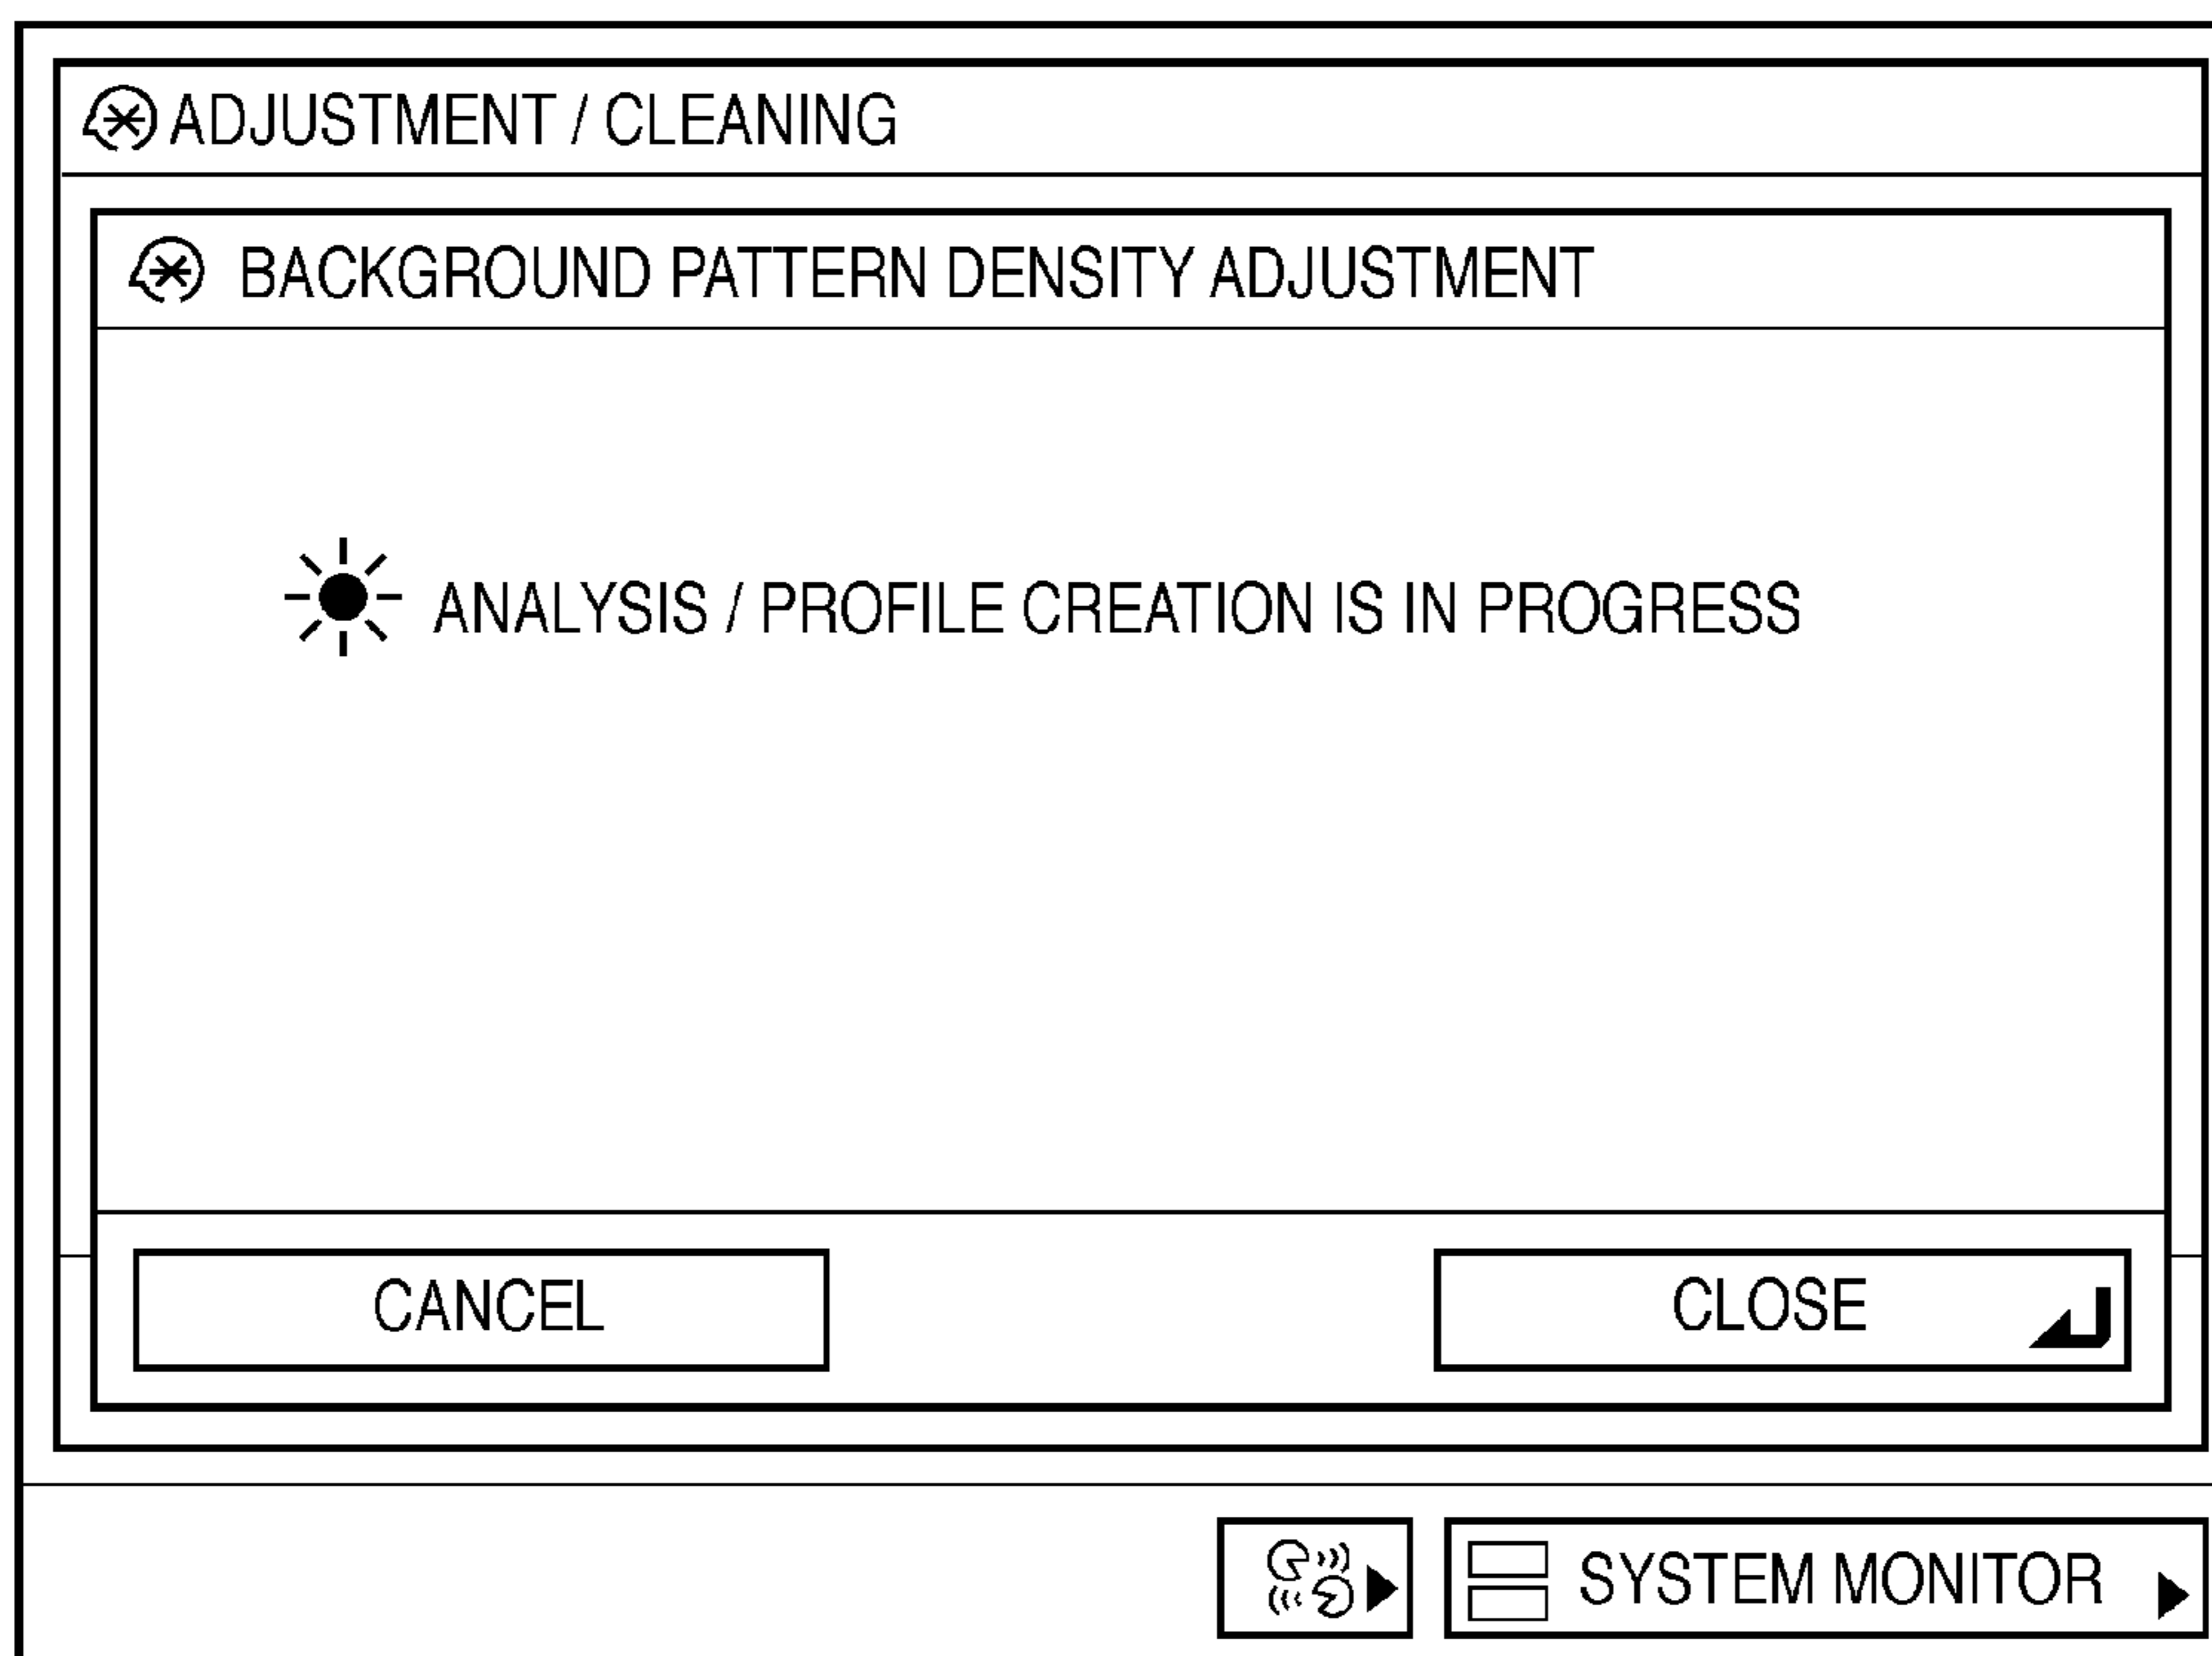 ADJUSTMENT / CLEANING
BACKGROUND PATTERN DENSITY ADJUSTMENT
ANALYSIS / PROFILE CREATION IS IN PROGRESS
CANCEL
CLOSE
SYSTEM MONITOR